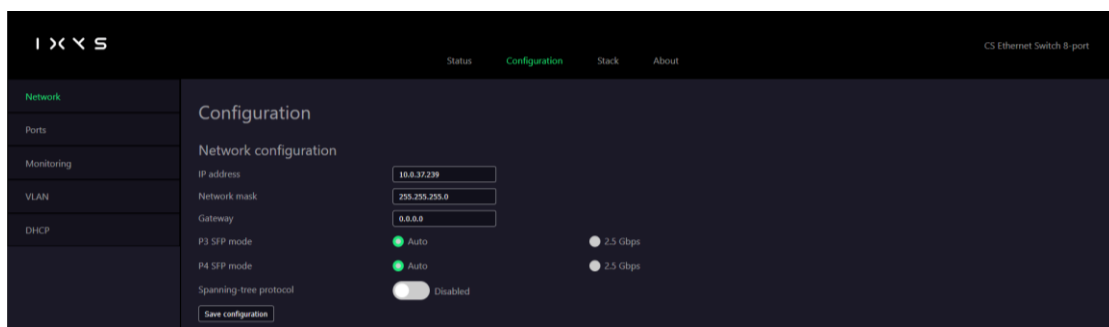 IXYS
CS Ethernet Switch 8-port
Status Configuration Stack About
Network
Ports
Monitoring
VLAN
DHCP
Configuration
Network configuration
IP address 10.0.37.239
Network mask 255.255.255.0
Gateway 0.0.0.0
P3 SFP mode Auto 2.5 Gbps
P4 SFP mode Auto 2.5 Gbps
Spanning-tree protocol Disabled
Save configuration